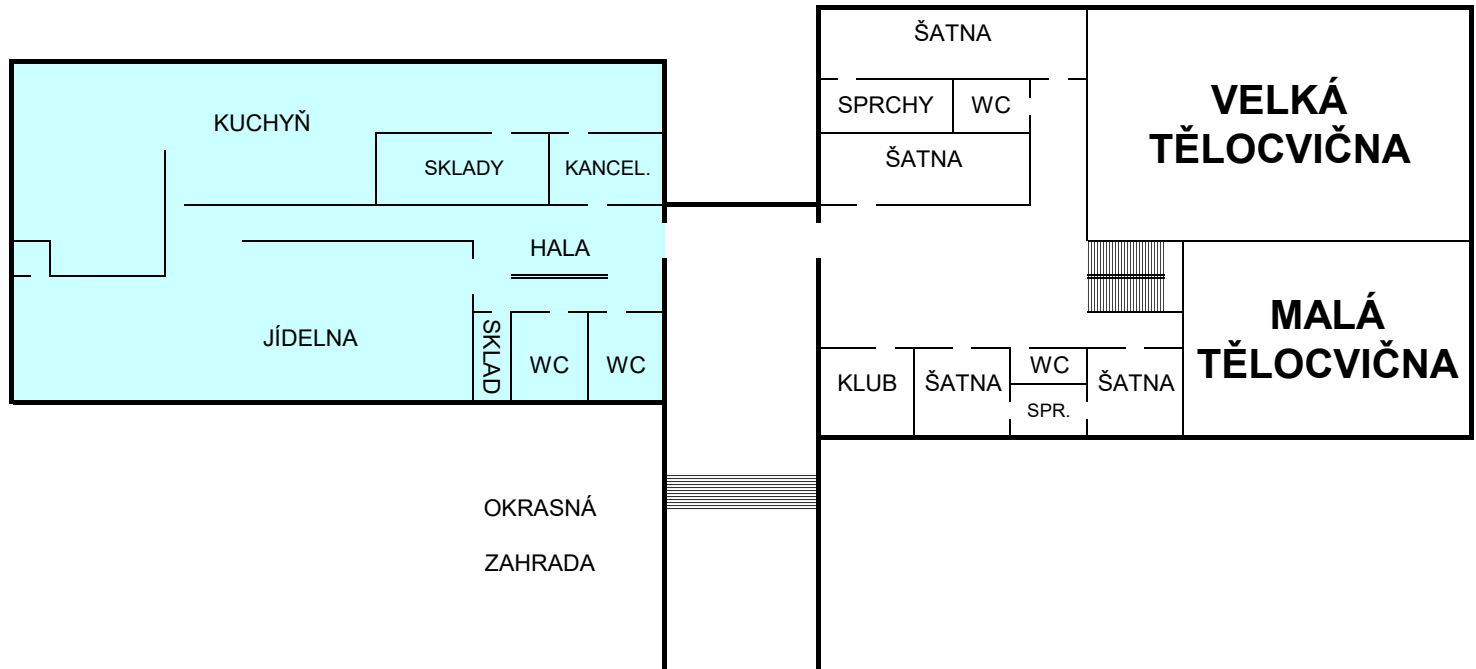 KUCHYŇ
SKLADY
KANCEL.
HALA
JÍDELNA
SKLAD
WC
WC
OKRASNÁ
ZAHRADA
ŠATNA
SPRCHY
WC
ŠATNA
VELKÁ
TĚLOCVIČNA
MALÁ
TĚLOCVIČNA
KLUB
ŠATNA
WC
SPR.
ŠATNA